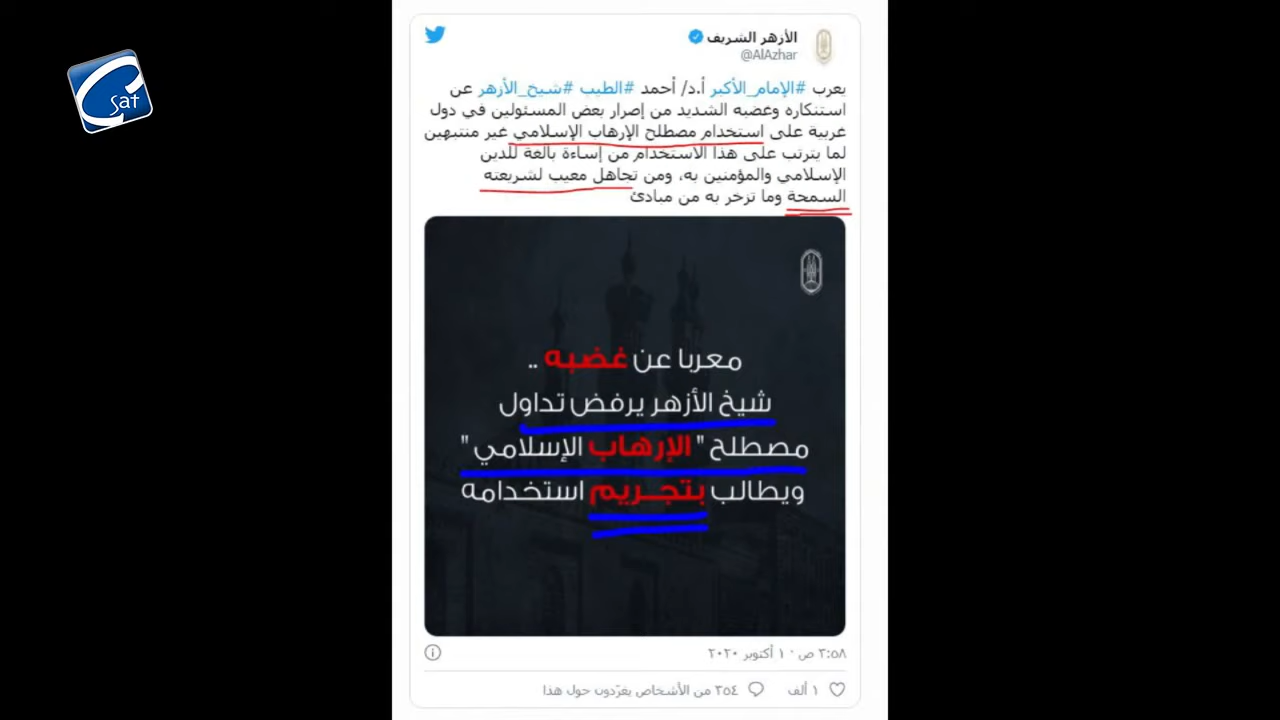 C Sat
الأزهر الشريف
@AlAzhar
يعرب #الإمام_الأكبر أ.د/ أحمد #الطيب #شيخ_الأزهر عن
استنكاره وغضبه الشديد من إصرار بعض المسئولين في دول
غربية على استخدام مصطلح الإرهاب الإسلامي غير منتبهين
لما يترتب على هذا الاستخدام من إساءة بالغة للدين
الإسلامي والمؤمنين به، ومن تجاهل معيب لشريعته
السمحة وما تزخر به من مبادئ
معربا عن غضبه ..
شيخ الأزهر يرفض تداول
مصطلح " الإرهاب الإسلامي "
ويطالب بتجريم استخدامه
٣:٥٨ ص · ١ أكتوبر ٢٠٢٠
١ ألف ٣٥٤ من الأشخاص يغرّدون حول هذا